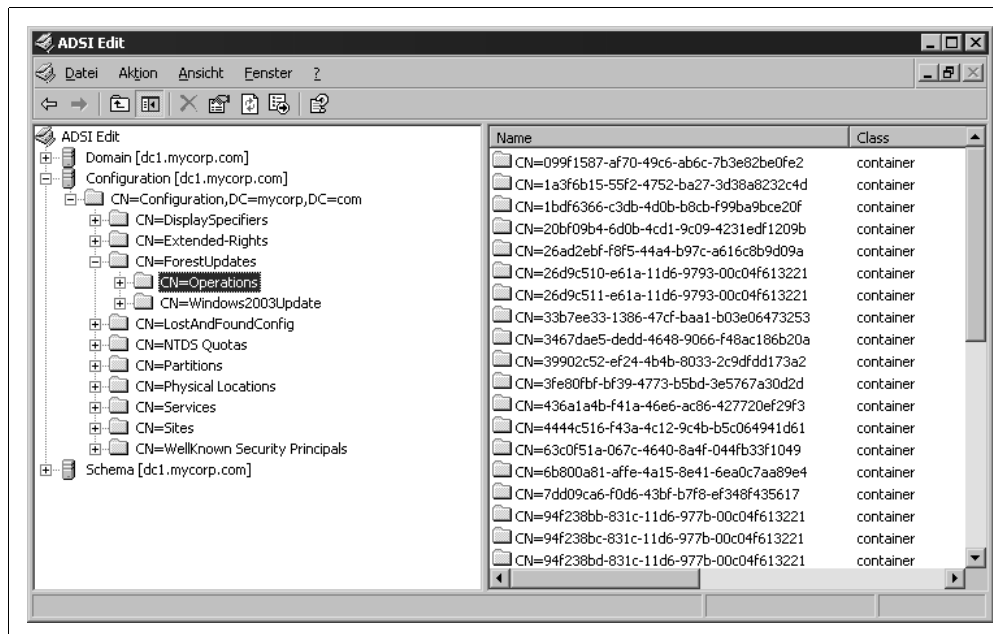 ADSI Edit
Datei Aktion Ansicht Fenster ?
ADSI Edit
Domain [dc1.mycorp.com]
Configuration [dc1.mycorp.com]
CN=Configuration,DC=mycorp,DC=com
CN=DisplaySpecifiers
CN=Extended-Rights
CN=ForestUpdates
CN=Operations
CN=Windows2003Update
CN=LostAndFoundConfig
CN=NTDS Quotas
CN=Partitions
CN=Physical Locations
CN=Services
CN=Sites
CN=WellKnown Security Principals
Schema [dc1.mycorp.com]
Name Class
CN=099f1587-af70-49c6-ab6c-7b3e82be0fe2 container
CN=1a3f6b15-55f2-4752-ba27-3d38a8232c4d container
CN=1bdf6366-c3db-4d0b-b8cb-f99ba9bce20f container
CN=20bf09b4-6d0b-4cd1-9c09-4231edf1209b container
CN=26ad2ebf-f8f5-44a4-b97c-a616c8b9d09a container
CN=26d9c510-e61a-11d6-9793-00c04f613221 container
CN=26d9c511-e61a-11d6-9793-00c04f613221 container
CN=33b7ee33-1386-47cf-baa1-b03e06473253 container
CN=3467dae5-dedd-4648-9066-f48ac186b20a container
CN=39902c52-ef24-4b4b-8033-2c9dfdd173a2 container
CN=3fe80fbf-bf39-4773-b5bd-3e5767a30d2d container
CN=436a1a4b-f41a-46e6-ac86-427720ef29f3 container
CN=4444c516-f43a-4c12-9c4b-b5c064941d61 container
CN=63c0f51a-067c-4640-8a4f-044fb33f1049 container
CN=6b800a81-affe-4a15-8e41-6ea0c7aa89e4 container
CN=7dd09ca6-f0d6-43bf-b7f8-ef348f435617 container
CN=94f238bb-831c-11d6-977b-00c04f613221 container
CN=94f238bc-831c-11d6-977b-00c04f613221 container
CN=94f238bd-831c-11d6-977b-00c04f613221 container